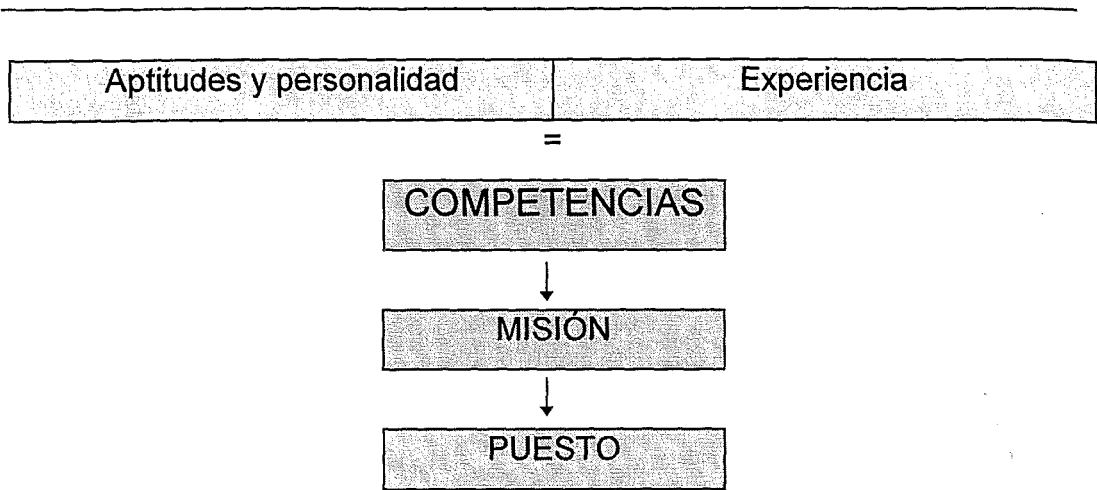 Aptitudes y personalidad Experiencia
=
COMPETENCIAS
↓
MISIÓN
↓
PUESTO